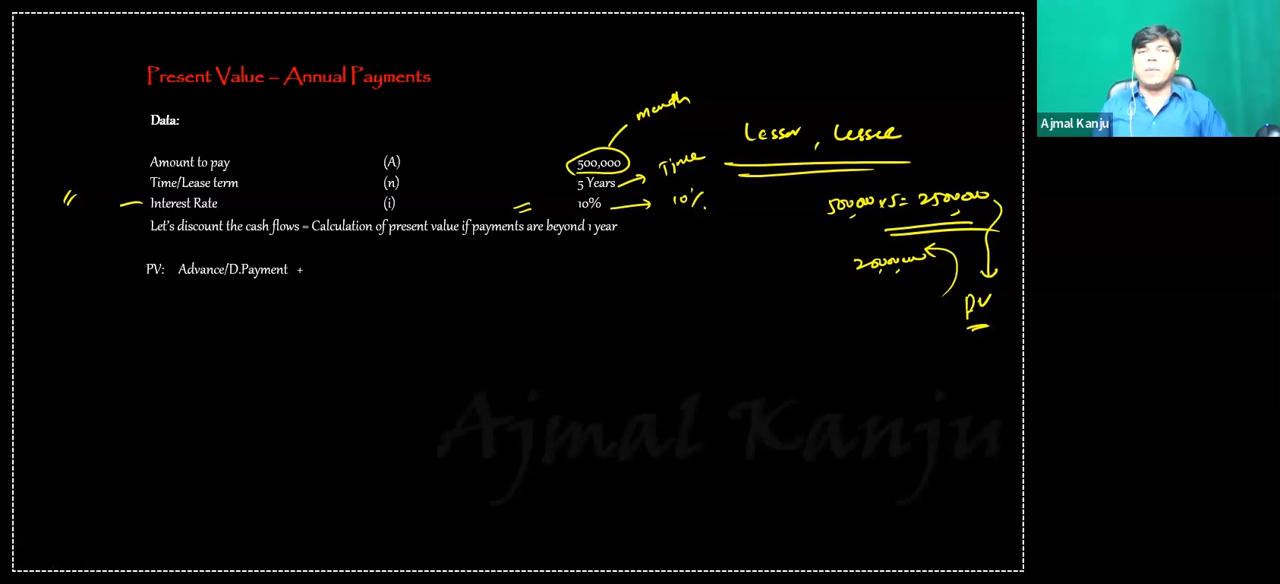 Present Value – Annual Payments
Data:
month
Lessor, Lessee
Amount to pay (A) 500,000
Time
Time/Lease term (n) 5 Years
Interest Rate (i) = 10% 10%
500000 x 5 = 2500000
Let's discount the cash flows = Calculation of present value if payments are beyond 1 year
2000000
PV: Advance/D.Payment +
PV
Ajmal Kanju
Ajmal Kanju